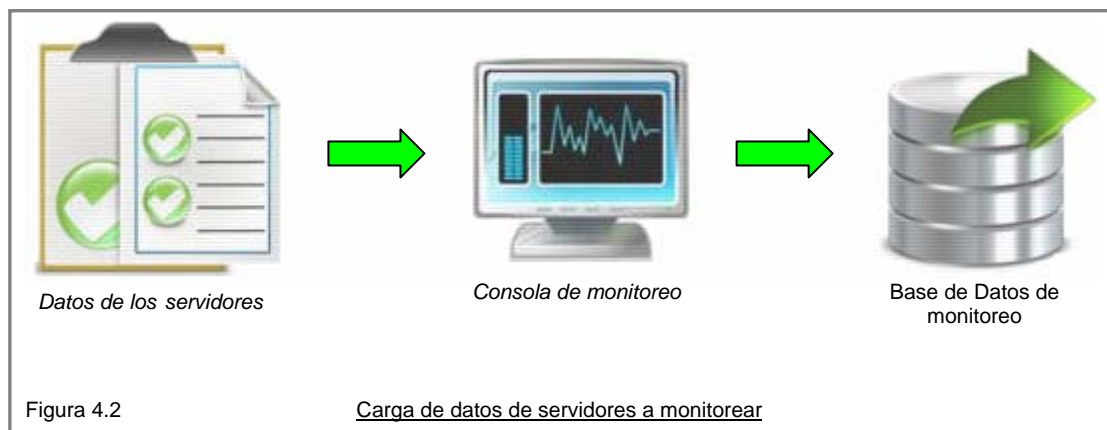 Datos de los servidores
Consola de monitoreo
Base de Datos de
monitoreo
Figura 4.2
Carga de datos de servidores a monitorear